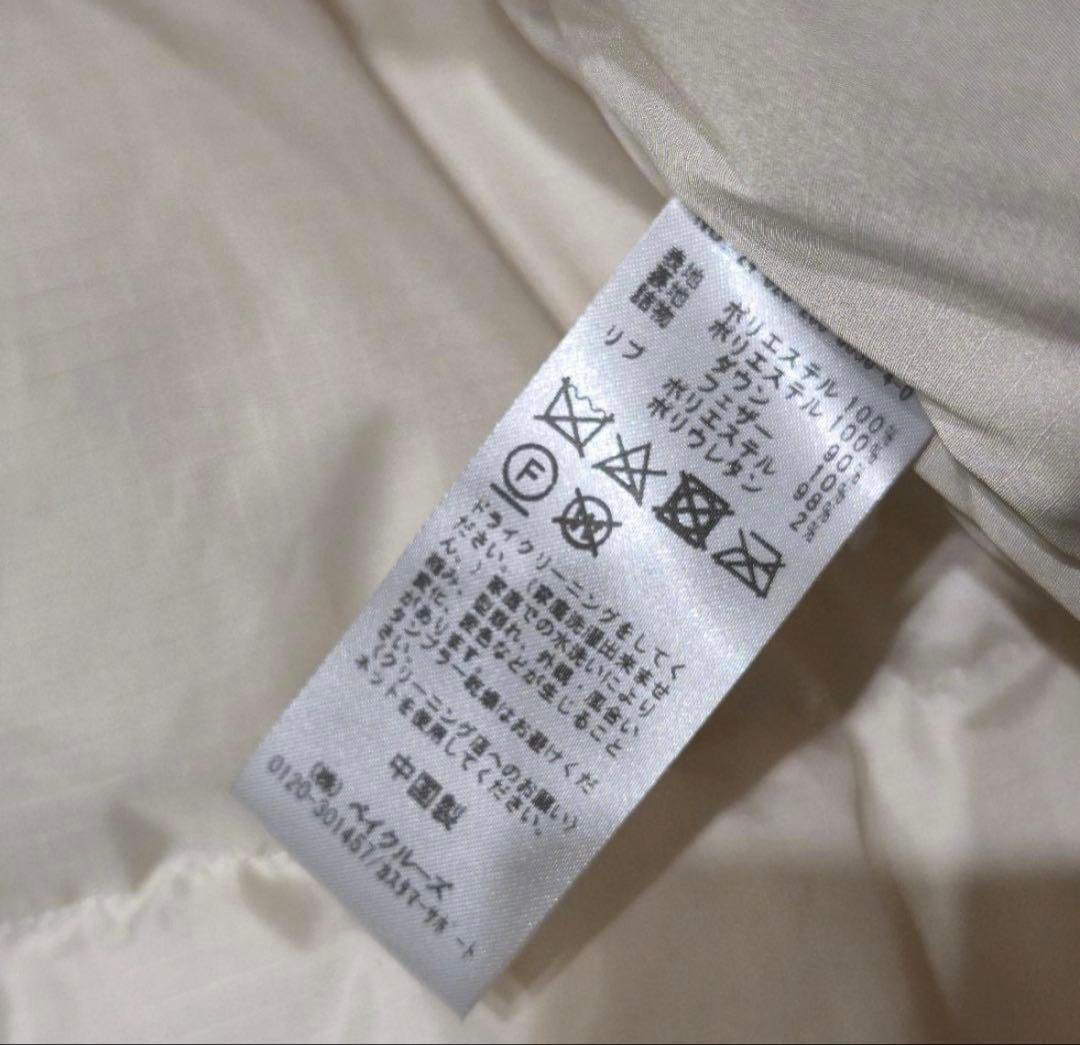 表地 ポリエステル 100%
裏地 ポリエステル 100%
詰物 ダウン 90%
フェザー 10%
リブ ポリエステル 98%
ポリウレタン 2%
F
W
ドライクリーニングをしてく
ださい。(家庭洗濯出来ませ
ん。) 家庭での水洗いにより
縮み、型崩れ、外観・風合い
変化、変色などが生じること
があります。
タンブラー乾燥はお避けくだ
さい。
(クリーニング店へのお願い)
ネットを使用してください。
中国製
(株) ベイクルーズ
0120-301457/カスタマーサポート